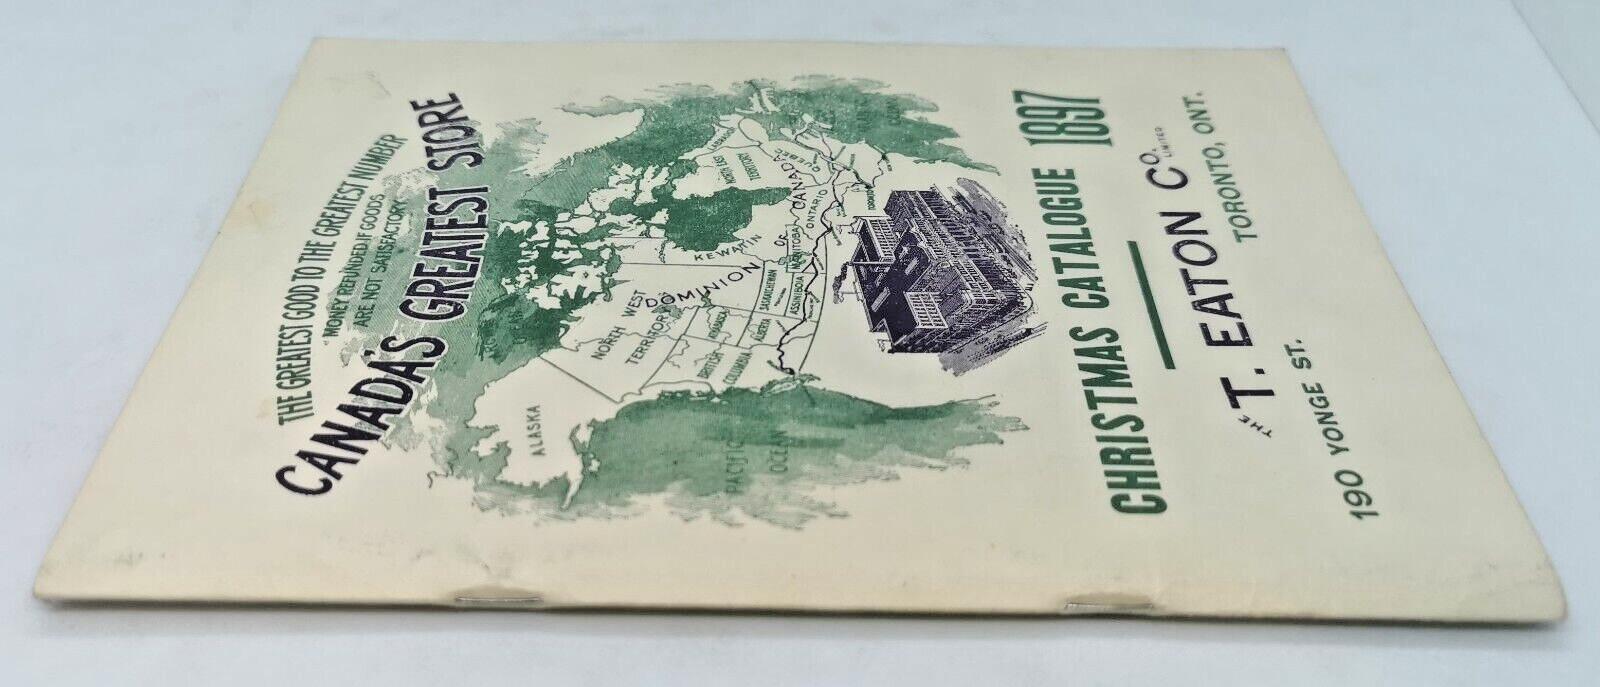 THE GREATEST GOOD TO THE GREATEST NUMBER
"MONEY REFUNDED IF GOODS
ARE NOT SATISFACTORY"
CANADA'S GREATEST STORE
ALASKA
NORTH WEST
TERRITORY
DOMINION OF CANADA
KEWATIN
NORTH EAST
TERRITORY
LABRADOR
QUEBEC
ONTARIO
MANITOBA
BRITISH
COLUMBIA
ALBERTA
SASKATCHEWAN
ASSINIBOIA
PACIFIC
OCEAN
OCEAN
CHRISTMAS CATALOGUE 1897
THE T. EATON CO. LIMITED
190 YONGE ST. TORONTO, ONT.